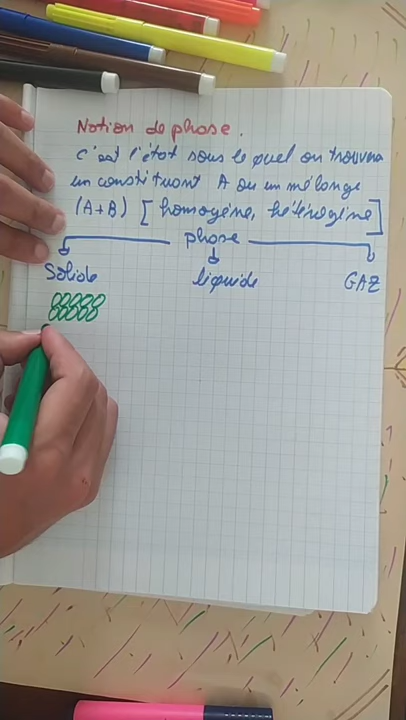 Notion de phase.
c'est l'état sous le quel on trouvera
un constituant A ou un mélange
(A+B) [homogène, hétérogène]
phase
Solide liquide GAZ